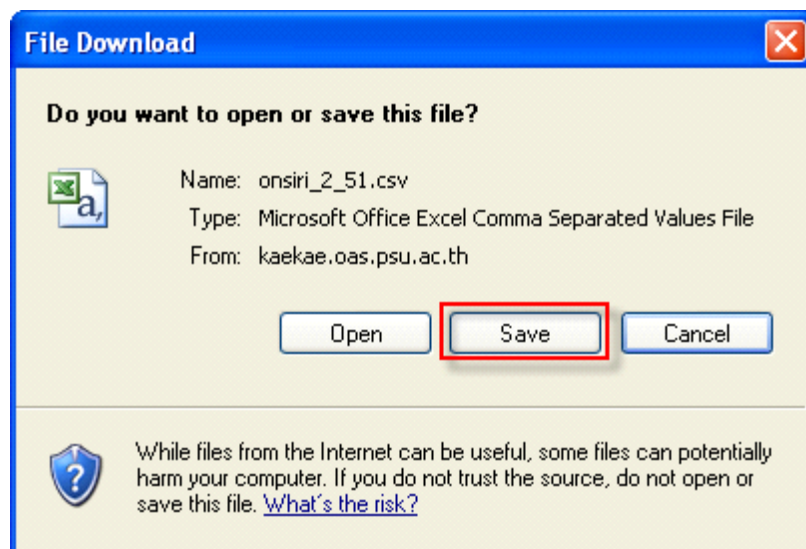 File Download
Do you want to open or save this file?
a,
Name: onsiri_2_51.csv
Type: Microsoft Office Excel Comma Separated Values File
From: kaekae.oas.psu.ac.th
Open Save Cancel
While files from the Internet can be useful, some files can potentially
harm your computer. If you do not trust the source, do not open or
save this file. What's the risk?